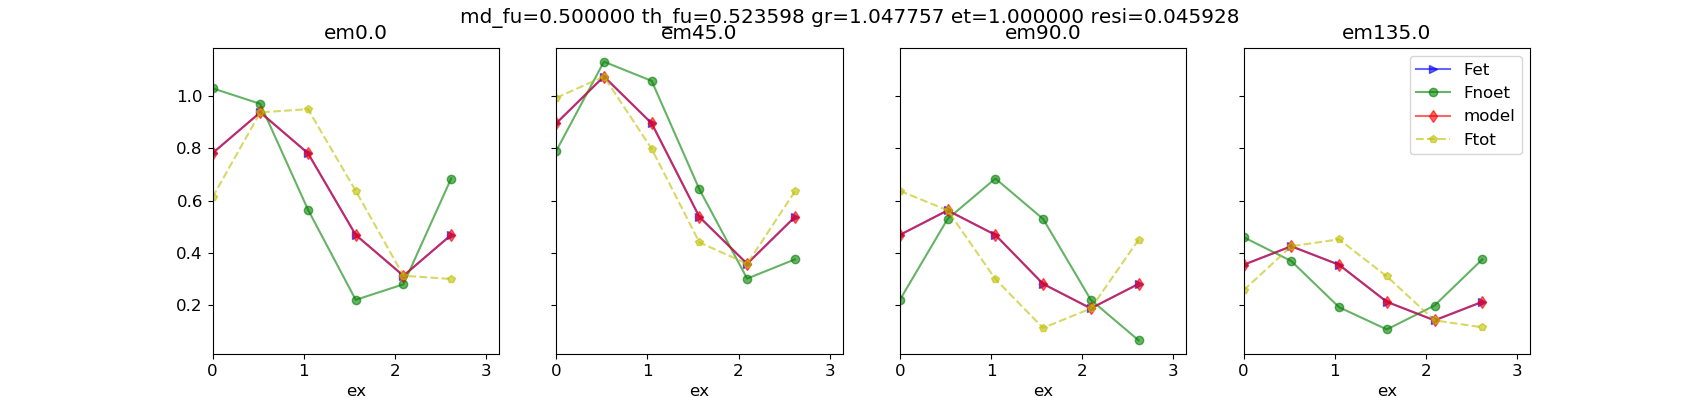 md_fu=0.500000 th_fu=0.523598 gr=1.047757 et=1.000000 resi=0.045928
em0.0 em45.0 em90.0 em135.0
1.0
0.8
0.6
0.4
0.2
0 1 2 3 0 1 2 3 0 1 2 3 0 1 2 3
ex ex ex ex
Fet
Fnoet
model
Ftot